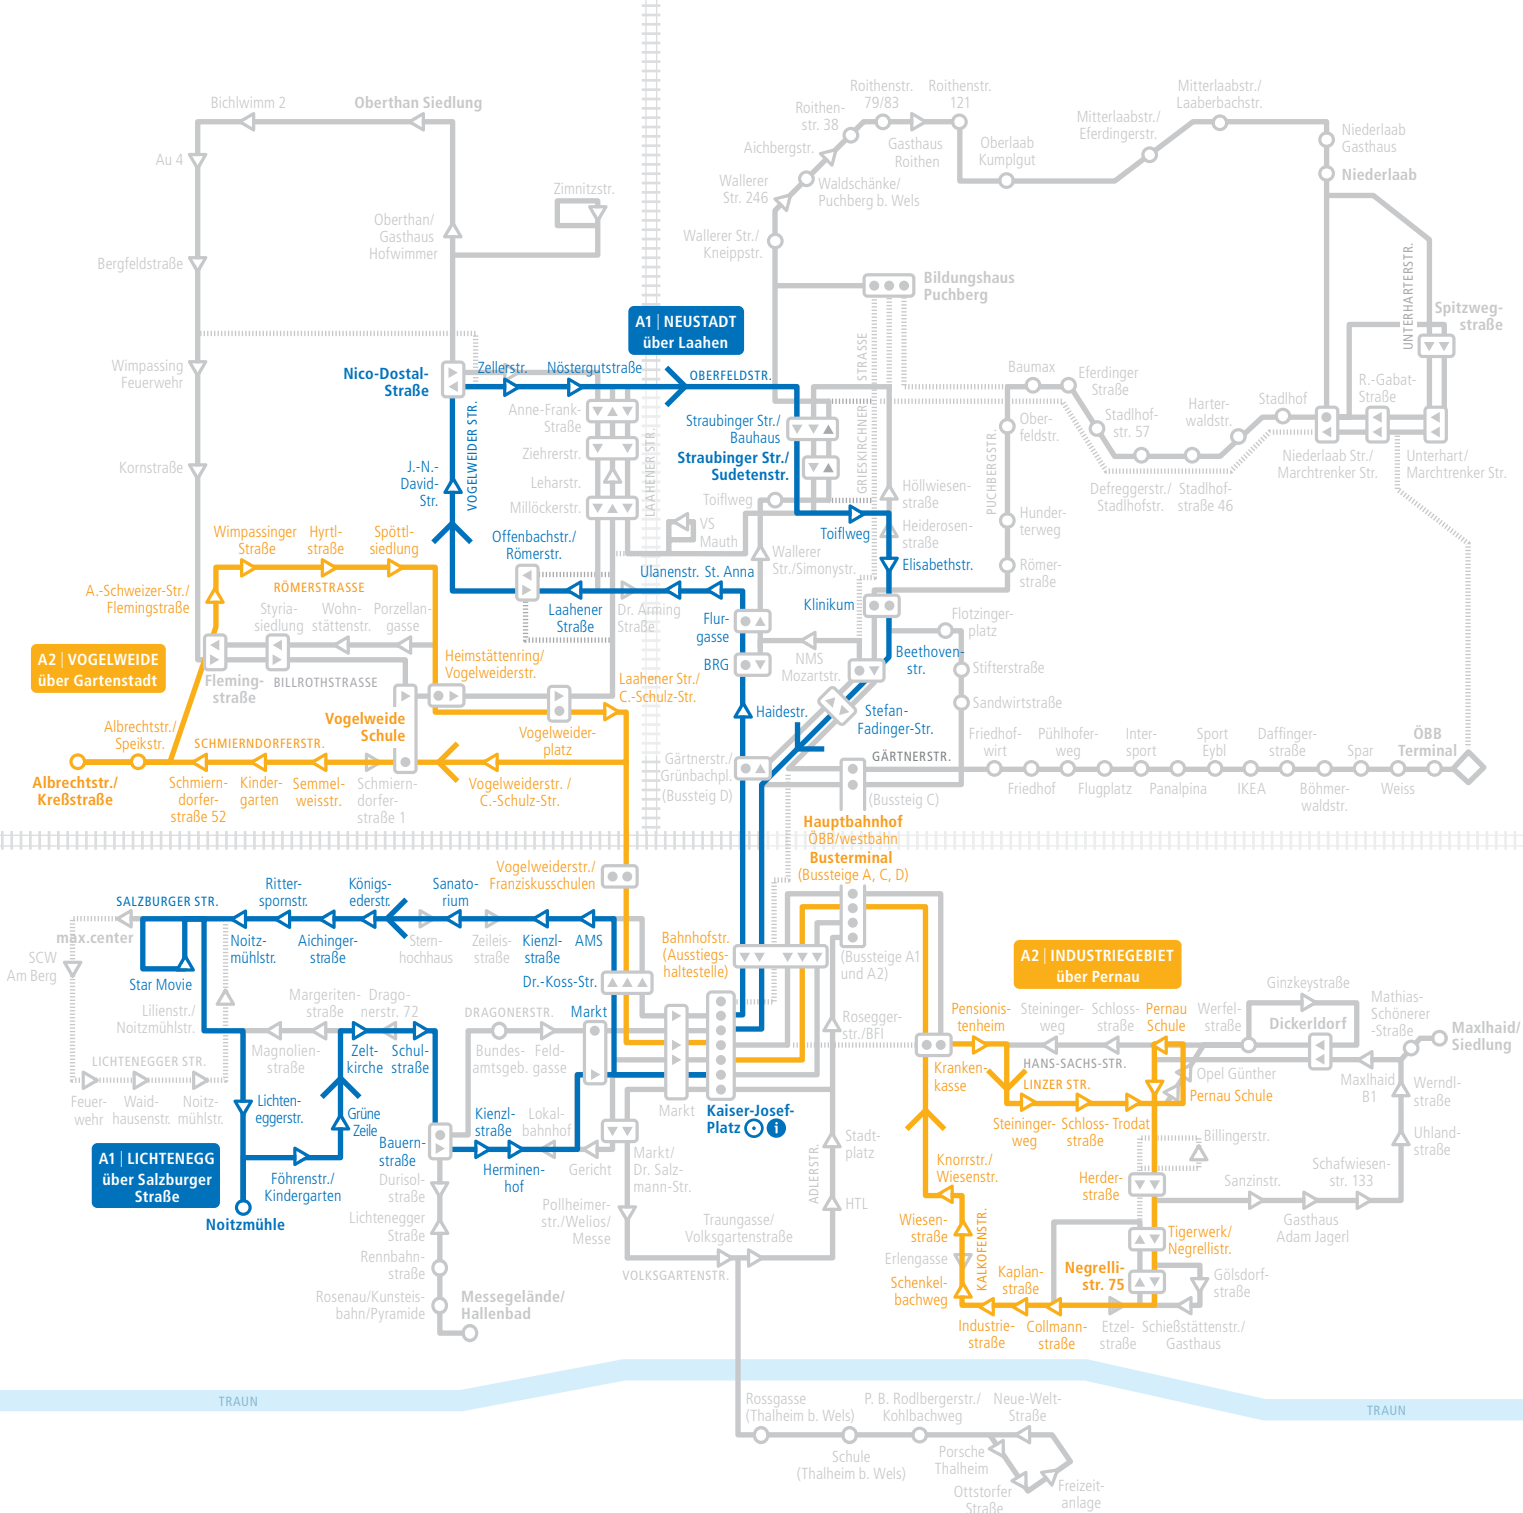 Bichlwimm 2
Oberthan Siedlung
Au 4
Zimnitzstr.
Oberthan/
Gasthaus
Hofwimmer
Bergfeldstraße
Wimpassing
Feuerwehr
Kornstraße
Roithenstr.
79/83
Roithenstr.
121
Roithen-
str. 38
Aichbergstr.
Gasthaus
Roithen
Wallerer
Str. 246
Waldschänke/
Puchberg b. Wels
Oberlaab
Kumplgut
Mitterlaabstr./
Eferdingerstr.
Mitterlaabstr./
Laaberbachstr.
Niederlaab
Gasthaus
Niederlaab
Wallerer Str./
Kneippstr.
Bildungshaus
Puchberg
UNTERHARTERSTR.
Spitzweg-
straße
A1 | NEUSTADT
über Laahen
Nico-Dostal-
Straße
Zellerstr.
Nöstergutstraße
OBERFELDSTR.
Anne-Frank-
Straße
Ziehrerstr.
Leharstr.
Millöckerstr.
LAAHENERSTR.
VOGELWEIDER STR.
J.-N.-
David-
Str.
Straubinger Str./
Bauhaus
Straubinger Str./
Sudetenstr.
Toiflweg
GRIESKIRCHNER STRASSE
Höllwiesen-
straße
Heiderosen-
straße
Toiflweg
Elisabethstr.
PUCHBERGSTR.
Baumax
Eferdinger
Straße
Ober-
feldstr.
Stadlhof-
str. 57
Harter-
waldstr.
Stadlhof
R.-Gabat-
Straße
Defreggerstr./
Stadlhofstr.
Stadlhof-
straße 46
Niederlaab Str./
Marchtrenker Str.
Unterhart/
Marchtrenker Str.
Hunder-
terweg
Römer-
straße
VS
Mauth
Wallerer
Str./Simonystr.
Wimpassinger
Straße
Hyrtl-
straße
Spöttl-
siedlung
RÖMERSTRASSE
A.-Schweizer-Str./
Flemingstraße
Styria-
siedlung
Wohn-
stättenstr.
Porzellan-
gasse
Offenbachstr./
Römerstr.
Ulanenstr.
St. Anna
Laahener
Straße
Dr. Arming
Straße
Flur-
gasse
BRG
Klinikum
Flotzinger-
platz
Stifterstraße
Sandwirtstraße
NMS
Mozartstr.
Beethoven-
str.
A2 | VOGELWEIDE
über Gartenstadt
Fleming-
straße
BILLROTHSTRASSE
Heimstättenring/
Vogelweiderstr.
Laahener Str./
C.-Schulz-Str.
Haidestr.
Stefan-
Fadinger-Str.
Albrechtstr./
Speikstr.
SCHMIERNDORFERSTR.
Vogelweide
Schule
Vogelweider-
platz
Albrechtstr./
Kreßstraße
Schmiern-
dorfer-
straße 52
Kinder-
garten
Semmel-
weisstr.
Schmiern-
dorfer-
straße 1
Vogelweiderstr. /
C.-Schulz-Str.
Gärtnerstr./
Grünbachpl.
(Bussteig D)
GÄRTNERSTR.
(Bussteig C)
Friedhof-
wirt
Friedhof
Pühlhofer-
weg
Flugplatz
Inter-
sport
Panalpina
Sport
Eybl
IKEA
Daffinger-
straße
Böhmer-
waldstr.
Spar
Weiss
ÖBB
Terminal
Hauptbahnhof
ÖBB/westbahn
Busterminal
(Bussteige A, C, D)
Vogelweiderstr./
Franziskusschulen
SALZBURGER STR.
Ritter-
spornstr.
Königs-
ederstr.
Sanato-
rium
max.center
SCW
Am Berg
Noitz-
mühlstr.
Aichinger-
straße
Stern-
hochhaus
Zeileis-
straße
Kienzl-
straße
AMS
Star Movie
Dr.-Koss-Str.
Bahnhofstr.
(Ausstiegs-
haltestelle)
(Bussteige A1
und A2)
Lilienstr./
Noitzmühlstr.
Margeriten-
straße
Drago-
nerstr. 72
DRAGONERSTR.
Markt
Magnolien-
straße
Zelt-
kirche
Schul-
straße
Bundes-
amtsgeb.
Feld-
gasse
LICHTENEGGER STR.
Feuer-
wehr
Waid-
hausenstr.
Noitz-
mühlstr.
Lichten-
eggerstr.
Grüne
Zeile
Bauern-
straße
Kienzl-
straße
Lokal-
bahnhof
Herminen-
hof
Gericht
Markt
Kaiser-Josef-
Platz
i
Markt/
Dr. Salz-
mann-Str.
A1 | LICHTENEGG
über Salzburger
Straße
Föhrenstr./
Kindergarten
Noitzmühle
Durisol-
straße
Lichtenegger
Straße
Rennbahn-
straße
Rosenau/Kunsteis-
bahn/Pyramide
Messegelände/
Hallenbad
Pollheimer-
str./Welios/
Messe
Traungasse/
Volksgartenstraße
VOLKSGARTENSTR.
ADLERSTR.
Rosegger-
str./BFI
Stadt-
platz
HTL
A2 | INDUSTRIEGEBIET
über Pernau
Pensionis-
tenheim
Steininger-
weg
Schloss-
straße
Pernau
Schule
Werfel-
straße
Ginzkeystraße
Dickerldorf
Mathias-
Schönerer
-Straße
Maxlhaid/
Siedlung
Kranken-
kasse
HANS-SACHS-STR.
LINZER STR.
Opel Günther
Pernau Schule
Maxlhaid
B1
Werndl-
straße
Steininger-
weg
Schloss-
straße
Trodat
Billingerstr.
Uhland-
straße
Knorrstr./
Wiesenstr.
Herder-
straße
Sanzinstr.
Schafwiesen-
str. 133
Gasthaus
Adam Jagerl
Wiesen-
straße
Erlengasse
Schenkel-
bachweg
KALKOFENSTR.
Kaplan-
straße
Negrelli-
str. 75
Tigerwerk/
Negrellistr.
Gölsdorf-
straße
Industrie-
straße
Collmann-
straße
Etzel-
straße
Schießstättenstr./
Gasthaus
TRAUN
TRAUN
Rossgasse
(Thalheim b. Wels)
P. B. Rodlbergerstr./
Kohlbachweg
Neue-Welt-
Straße
Schule
(Thalheim b. Wels)
Porsche
Thalheim
Ottstorfer
Straße
Freizeit-
anlage